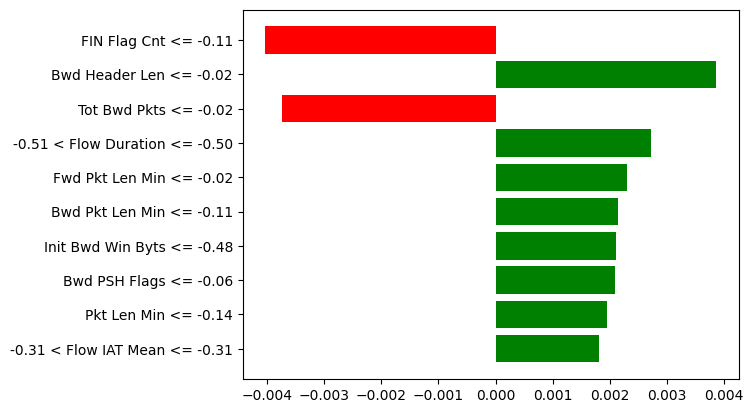 FIN Flag Cnt <= -0.11
Bwd Header Len <= -0.02
Tot Bwd Pkts <= -0.02
-0.51 < Flow Duration <= -0.50
Fwd Pkt Len Min <= -0.02
Bwd Pkt Len Min <= -0.11
Init Bwd Win Byts <= -0.48
Bwd PSH Flags <= -0.06
Pkt Len Min <= -0.14
-0.31 < Flow IAT Mean <= -0.31
−0.004 −0.003 −0.002 −0.001 0.000 0.001 0.002 0.003 0.004